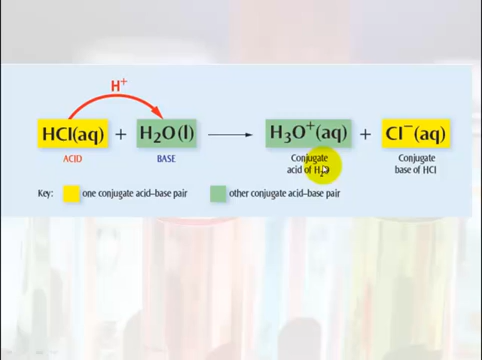 H⁺
HCl(aq) + H₂O(l) → H₃O⁺(aq) + Cl⁻(aq)
ACID BASE Conjugate acid of H₂O Conjugate base of HCl
Key: one conjugate acid–base pair other conjugate acid–base pair